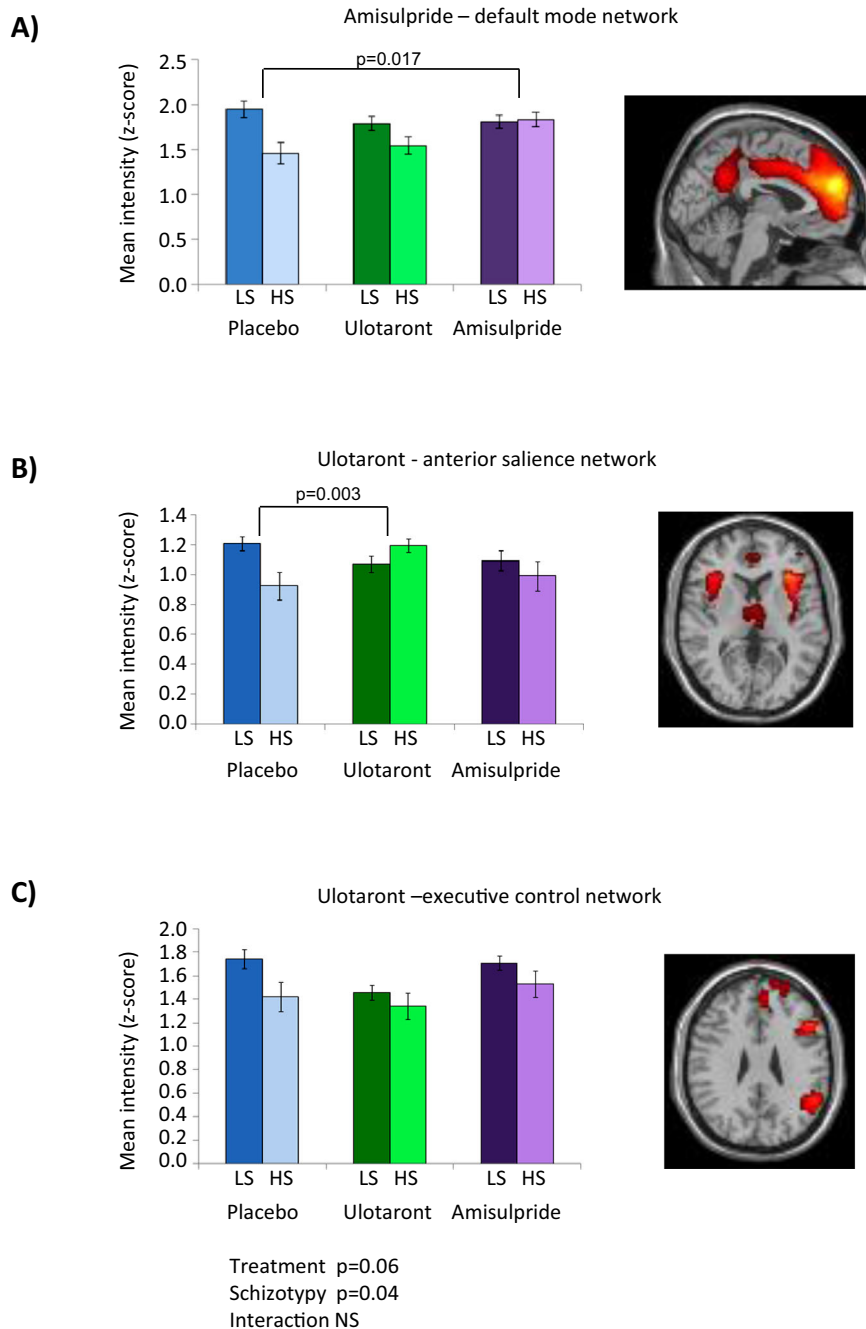 A)
Amisulpride – default mode network
p=0.017
Mean intensity (z-score)
2.5
2.0
1.5
1.0
0.5
0.0
LS HS LS HS LS HS
Placebo Ulotaront Amisulpride
B)
Ulotaront - anterior salience network
p=0.003
Mean intensity (z-score)
1.4
1.2
1.0
0.8
0.6
0.4
0.2
0.0
LS HS LS HS LS HS
Placebo Ulotaront Amisulpride
C)
Ulotaront –executive control network
Mean intensity (z-score)
2.0
1.8
1.6
1.4
1.2
1.0
0.8
0.6
0.4
0.2
0.0
LS HS LS HS LS HS
Placebo Ulotaront Amisulpride
Treatment p=0.06
Schizotypy p=0.04
Interaction NS